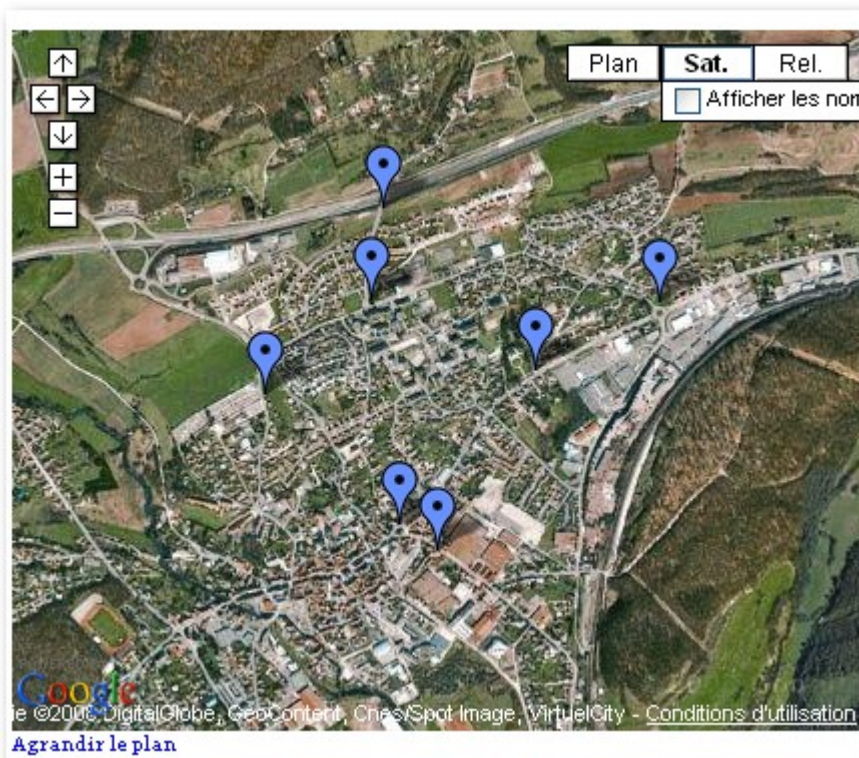 Plan Sat. Rel.
Afficher les nom
Google
ie ©2008 DigitalGlobe, GeoContent, Cnes/Spot Image, VirtuelCity - Conditions d'utilisation
Agrandir le plan